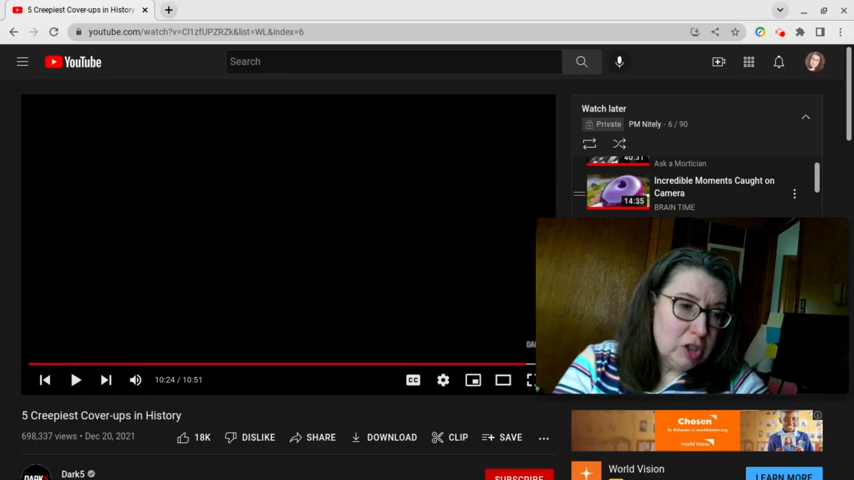 5 Creepiest Cover-ups in History
youtube.com/watch?v=Cl1zfUPZRZk&list=WL&index=6
YouTube
Search
Watch later
Private PM Nitely - 6 / 90
40:31
Ask a Mortician
Incredible Moments Caught on
Camera
14:35
BRAIN TIME
10:24 / 10:51
CC
5 Creepiest Cover-ups in History
698,337 views • Dec 20, 2021
18K DISLIKE SHARE DOWNLOAD CLIP SAVE
Dark5
SUBSCRIBE
Chosen
World Vision
World Vision
LEARN MORE